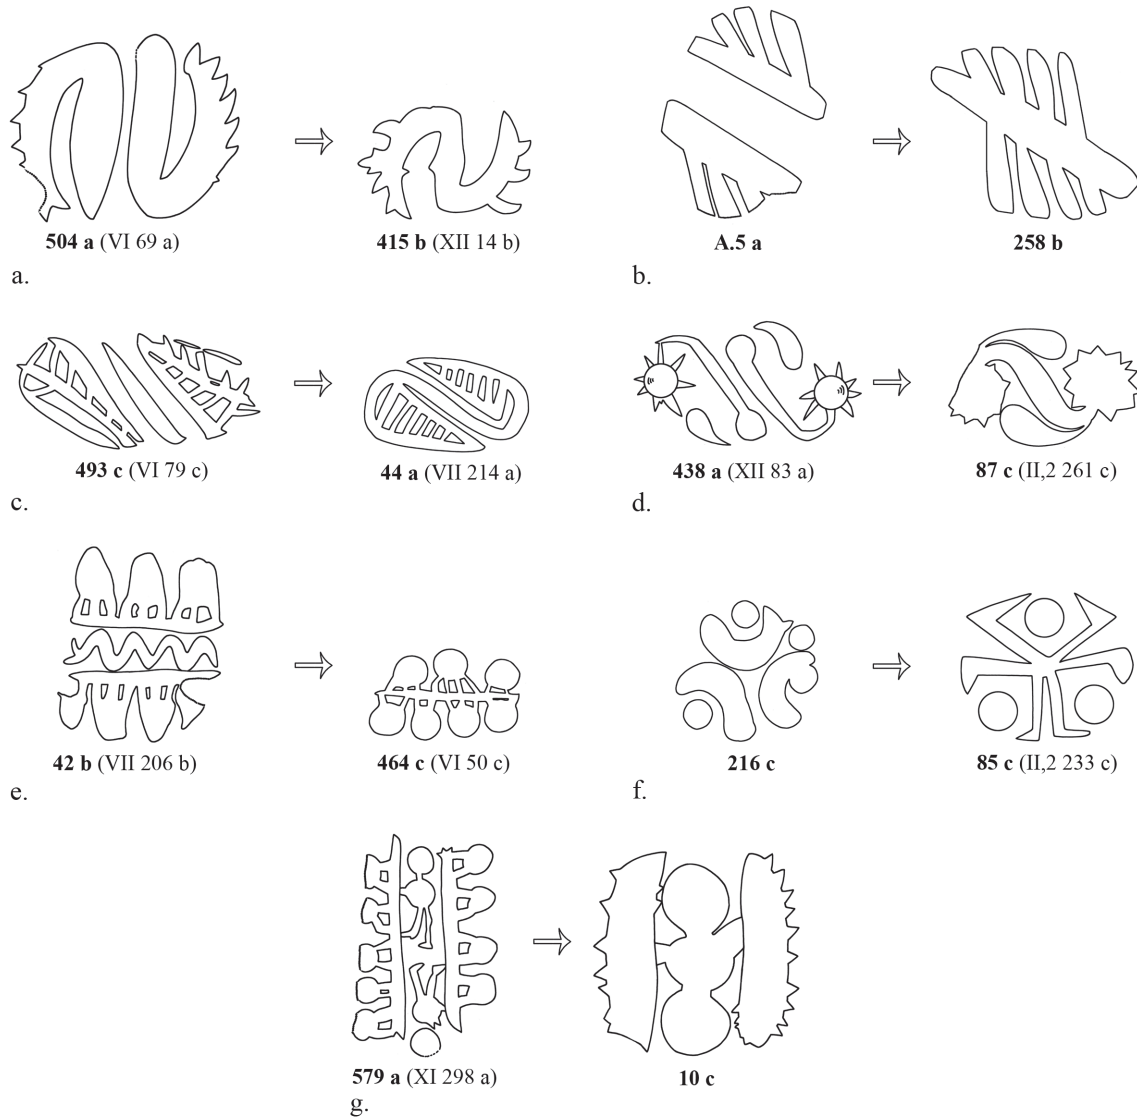 504 a (VI 69 a)
415 b (XII 14 b)
A.5 a
258 b
a.
b.
493 c (VI 79 c)
44 a (VII 214 a)
438 a (XII 83 a)
87 c (II,2 261 c)
c.
d.
42 b (VII 206 b)
464 c (VI 50 c)
216 c
85 c (II,2 233 c)
e.
f.
579 a (XI 298 a)
10 c
g.